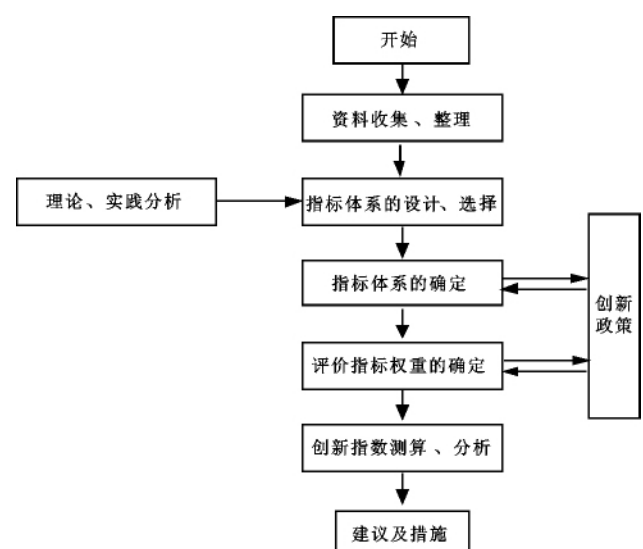 开始
资料收集、整理
理论、实践分析
指标体系的设计、选择
指标体系的确定
创新
政策
评价指标权重的确定
创新指数测算、分析
建议及措施